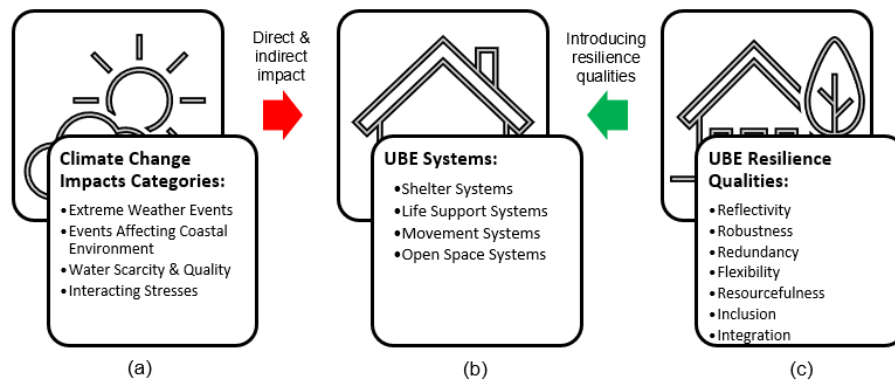 Direct &
indirect
impact
Introducing
resilience
qualities
Climate Change
Impacts Categories:
•Extreme Weather Events
•Events Affecting Coastal
Environment
•Water Scarcity & Quality
•Interacting Stresses
UBE Systems:
•Shelter Systems
•Life Support Systems
•Movement Systems
•Open Space Systems
UBE Resilience
Qualities:
•Reflectivity
•Robustness
•Redundancy
•Flexibility
•Resourcefulness
•Inclusion
•Integration
(a)
(b)
(c)